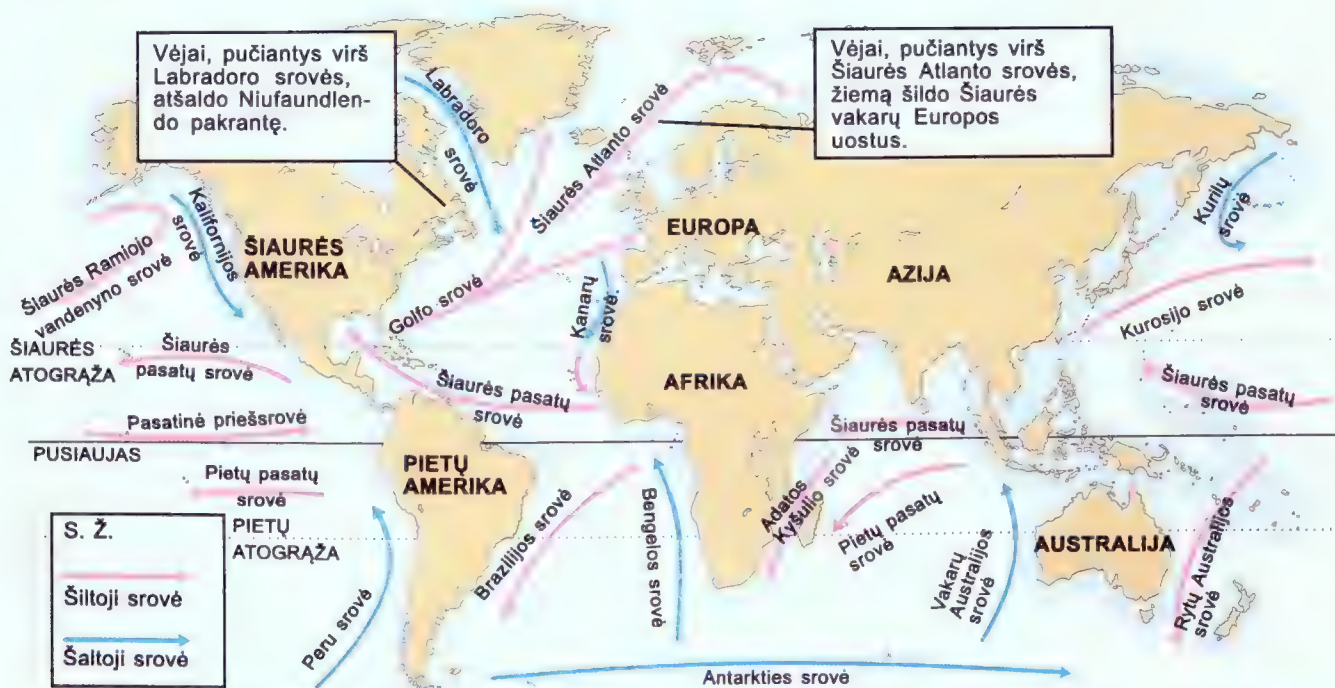 Vėjai, pučiantys virš
Labradoro srovės,
atšaldo Niufaundlen-
do pakrantę.
Vėjai, pučiantys virš
Šiaurės Atlanto srovės,
žiemą šildo Šiaurės
vakarų Europos
uostus.
Labradoro
srovė
Šiaurės Atlanto srovė
Kurilų
srovė
Kalifornijos
srovė
ŠIAURĖS
AMERIKA
EUROPA
AZIJA
Šiaurės Ramiojo
vandenyno srovė
Golfo srovė
Kanarų
srovė.
Kurosijo srovė
ŠIAURĖS
ATOGRĄŽA
Šiaurės
pasatų srovė
Šiaurės pasatų
srovė
AFRIKA
Šiaurės pasatų
srovė
Pasatinė priešsrovė
Šiaurės pasatų
srovė
PUSIAUJAS
Pietų pasatų
srovė
PIETŲ
AMERIKA
Brazilijos srovė
Bengelos srovė
Adatos
Kyšulio srovė
Pietų pasatų
srovė
Vakarų
Australijos
srovė
AUSTRALIJA
Rytų Australijos
srovė
PIETŲ
ATOGRĄŽA
Peru srovė
Antarkties srovė
S. Ž.
Šiltoji srovė
Šaltoji srovė